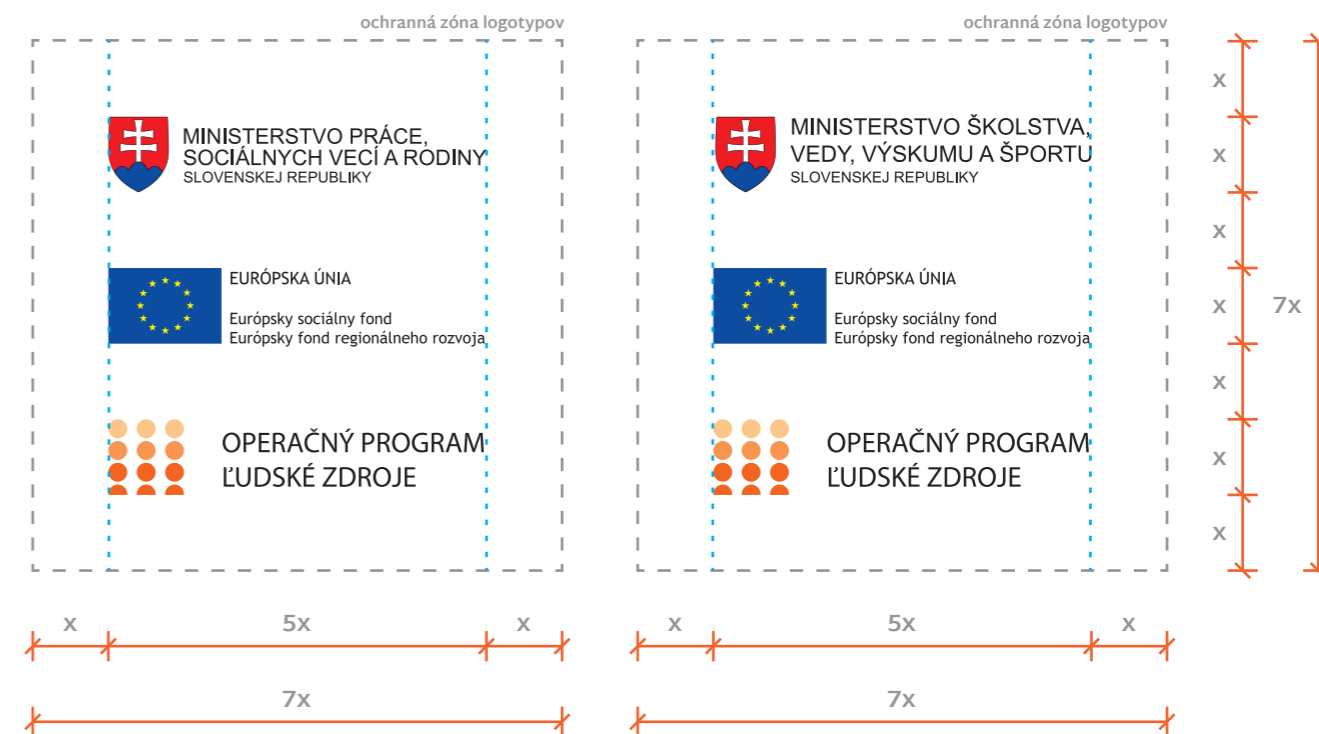 ochranná zóna logotypov
MINISTERSTVO PRÁCE,
SOCIÁLNYCH VECÍ A RODINY
SLOVENSKEJ REPUBLIKY
EURÓPSKA ÚNIA
Európsky sociálny fond
Európsky fond regionálneho rozvoja
OPERAČNÝ PROGRAM
ĽUDSKÉ ZDROJE
x
5x
x
7x
ochranná zóna logotypov
MINISTERSTVO ŠKOLSTVA,
VEDY, VÝSKUMU A ŠPORTU
SLOVENSKEJ REPUBLIKY
EURÓPSKA ÚNIA
Európsky sociálny fond
Európsky fond regionálneho rozvoja
OPERAČNÝ PROGRAM
ĽUDSKÉ ZDROJE
x
5x
x
7x
x
x
x
x
x
x
x
7x